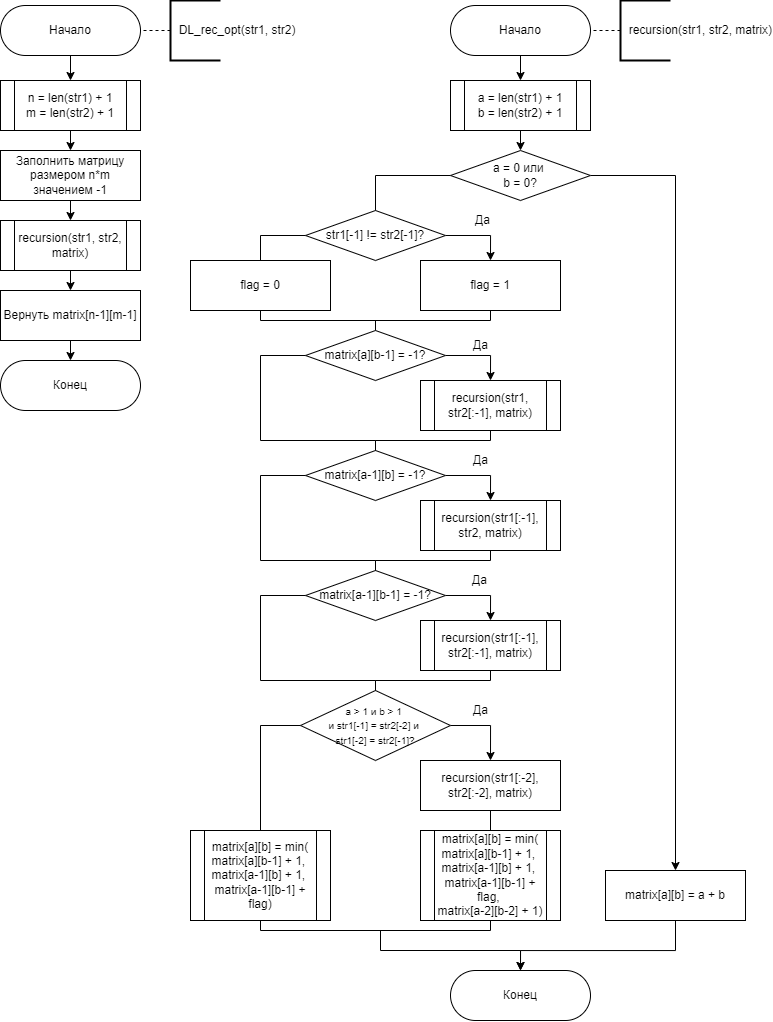 Начало
DL_rec_opt(str1, str2)
n = len(str1) + 1
m = len(str2) + 1
Заполнить матрицу
размером n*m
значением -1
recursion(str1, str2,
matrix)
Вернуть matrix[n-1][m-1]
Конец
Начало
recursion(str1, str2, matrix)
a = len(str1) + 1
b = len(str2) + 1
a = 0 или
b = 0?
str1[-1] != str2[-1]?
Да
flag = 0
flag = 1
matrix[a][b-1] = -1?
Да
recursion(str1,
str2[:-1], matrix)
matrix[a-1][b] = -1?
Да
recursion(str1[:-1],
str2, matrix)
matrix[a-1][b-1] = -1?
Да
recursion(str1[:-1],
str2[:-1], matrix)
a > 1 и b > 1
и str1[-1] = str2[-2] и
str1[-2] = str2[-1]?
Да
recursion(str1[:-2],
str2[:-2], matrix)
matrix[a][b] = min(
matrix[a][b-1] + 1,
matrix[a-1][b] + 1,
matrix[a-1][b-1] +
flag)
matrix[a][b] = min(
matrix[a][b-1] + 1,
matrix[a-1][b] + 1,
matrix[a-1][b-1] +
flag,
matrix[a-2][b-2] + 1)
matrix[a][b] = a + b
Конец